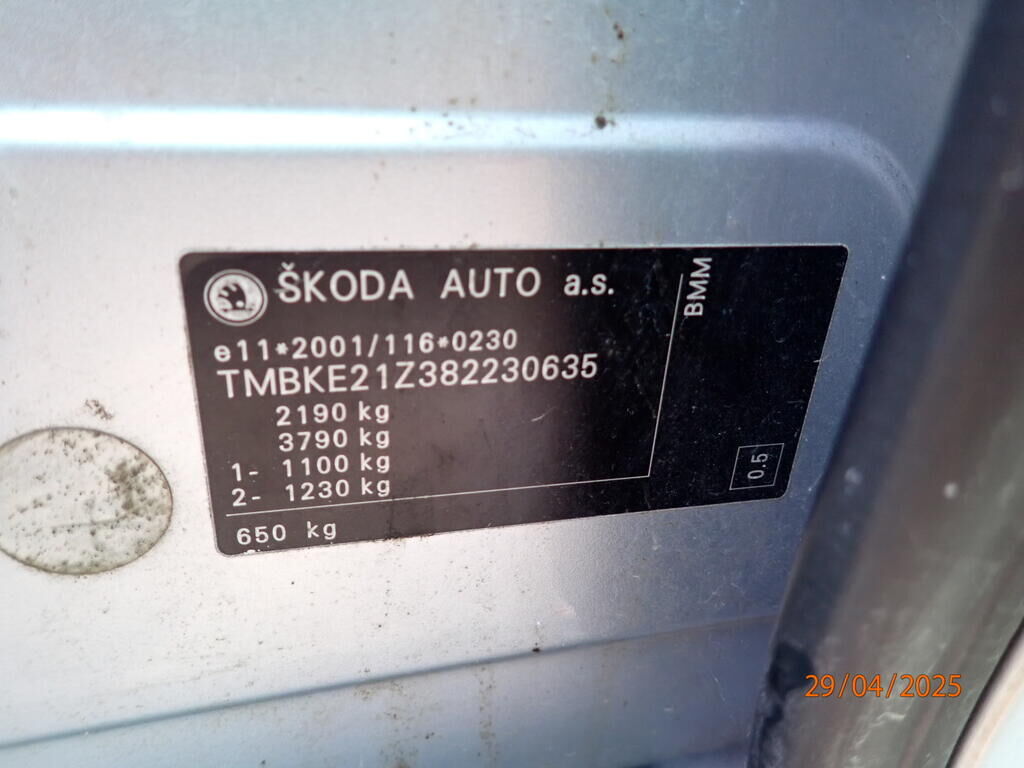 ŠKODA AUTO a.s.
e11*2001/116*0230
TMBKE21Z382230635
2190 kg
3790 kg
1- 1100 kg
2- 1230 kg
650 kg
BMM
0.5
29/04/2025